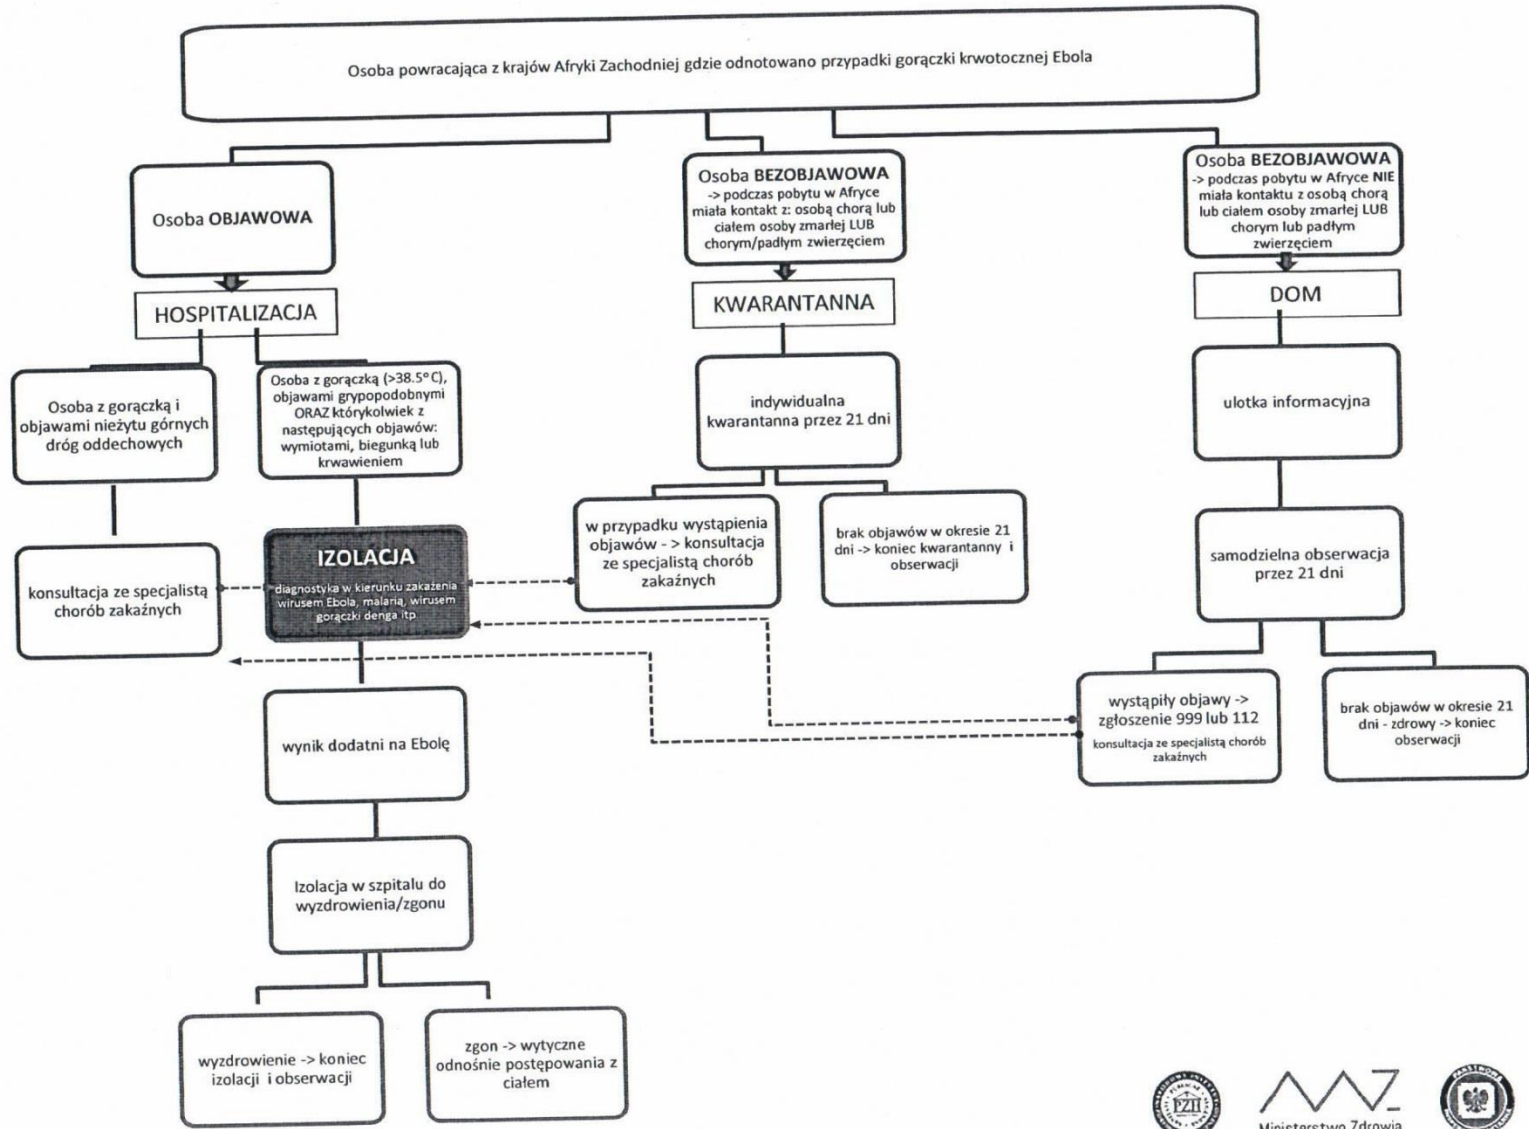 Osoba powracająca z krajów Afryki Zachodniej gdzie odnotowano przypadki gorączki krwotocznej Ebola
Osoba OBJAWOWA
HOSPITALIZACJA
Osoba z gorączką i
objawami nieżytu górnych
dróg oddechowych
konsultacja ze specjalistą
chorób zakaźnych
Osoba z gorączką (>38.5°C),
objawami grypopodobnymi
ORAZ którykolwiek z
następujących objawów:
wymiotami, biegunką lub
krwawieniem
IZOLACJA
diagnostyka w kierunku zakażenia
wirusem Ebola, malarią, wirusem
gorączki denga itp
wynik dodatni na Ebolę
Izolacja w szpitalu do
wyzdrowienia/zgonu
wyzdrowienie -> koniec
izolacji i obserwacji
zgon -> wytyczne
odnośnie postępowania z
ciałem
Osoba BEZOBJAWOWA
-> podczas pobytu w Afryce
miała kontakt z: osobą chorą lub
ciałem osoby zmarłej LUB
chorym/padłym zwierzęciem
KWARANTANNA
indywidualna
kwarantanna przez 21 dni
w przypadku wystąpienia
objawów - > konsultacja
ze specjalistą chorób
zakaźnych
brak objawów w okresie 21
dni -> koniec kwarantanny i
obserwacji
Osoba BEZOBJAWOWA
-> podczas pobytu w Afryce NIE
miała kontaktu z osobą chorą
lub ciałem osoby zmarłej LUB
chorym lub padłym
zwierzęciem
DOM
ulotka informacyjna
samodzielna obserwacja
przez 21 dni
wystąpiły objawy ->
zgłoszenie 999 lub 112
konsultacja ze specjalistą chorób
zakaźnych
brak objawów w okresie 21
dni - zdrowy -> koniec
obserwacji
PZH
Ministerstwo Zdrowia
PAŃSTWOWA